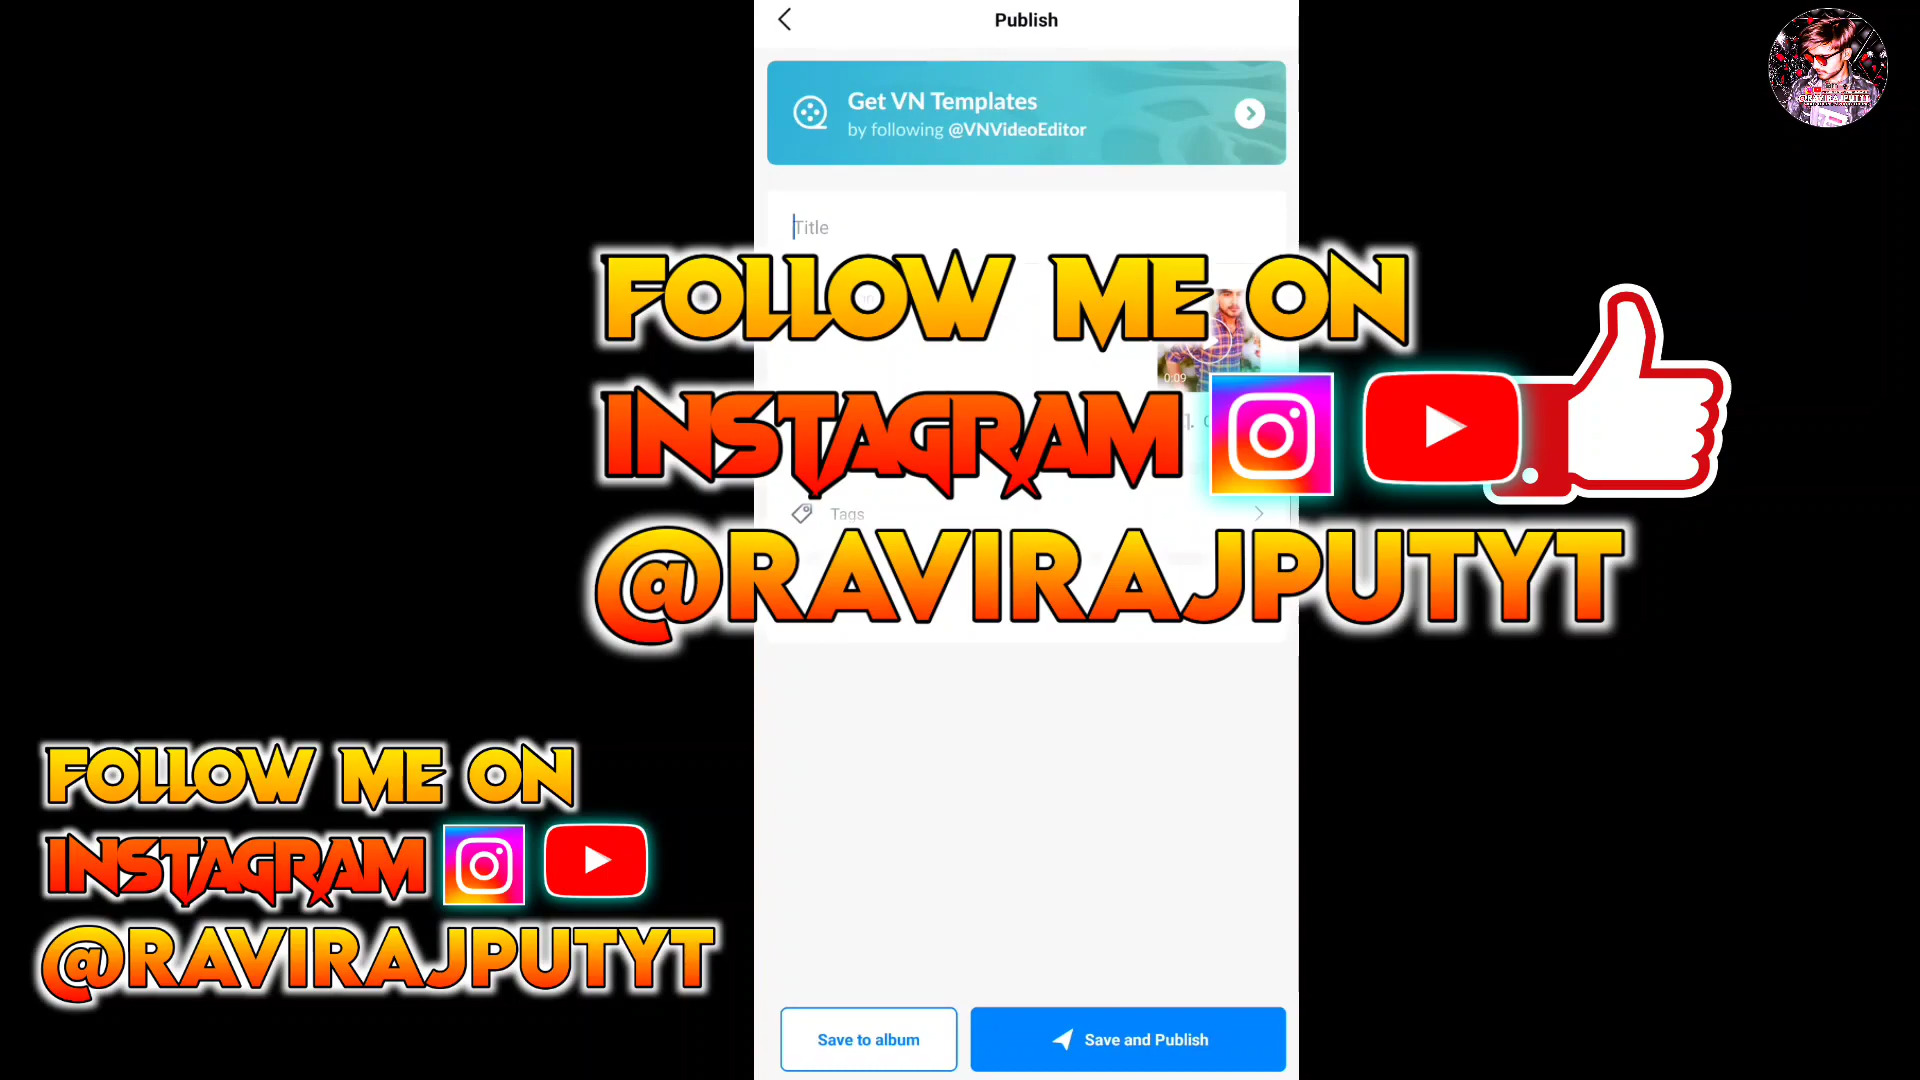 Publish
Get VN Templates
by following @VNVideoEditor
@RAVIRAJPUTYT
Title
FOLLOW ME ON
0:09
INSTAGRAM
Tags
@RAVIRAJPUTYT
FOLLOW ME ON
INSTAGRAM
@RAVIRAJPUTYT
Save to album
Save and Publish